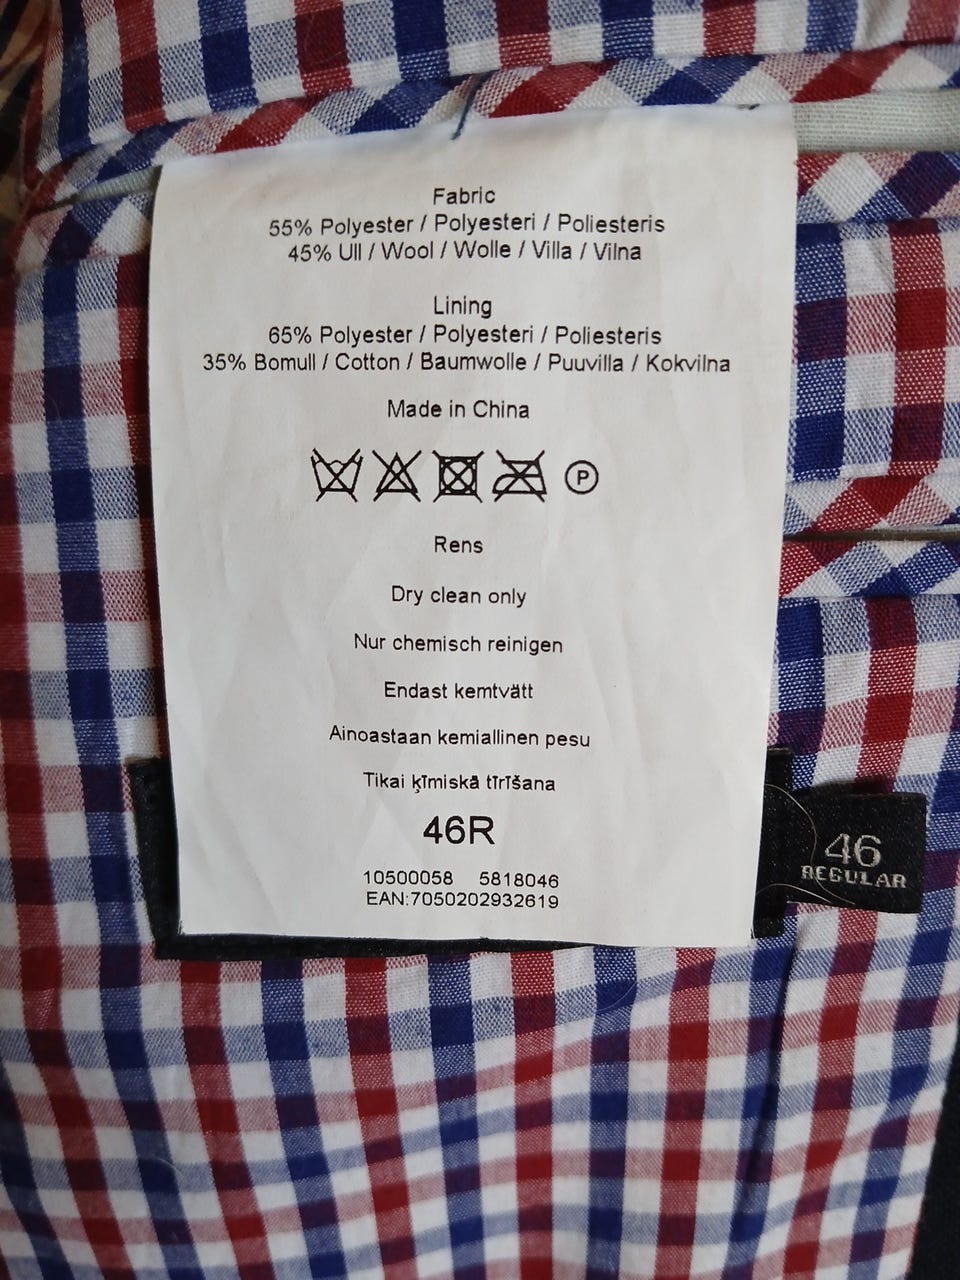 Fabric
55% Polyester / Polyesteri / Poliesteris
45% Ull / Wool / Wolle / Villa / Vilna
Lining
65% Polyester / Polyesteri / Poliesteris
35% Bomull / Cotton / Baumwolle / Puuvilla / Kokvilna
Made in China
P
Rens
Dry clean only
Nur chemisch reinigen
Endast kemtvätt
Ainoastaan kemiallinen pesu
Tikai ķīmiskā tīrīšana
46R
10500058 5818046
EAN:7050202932619
46
REGULAR